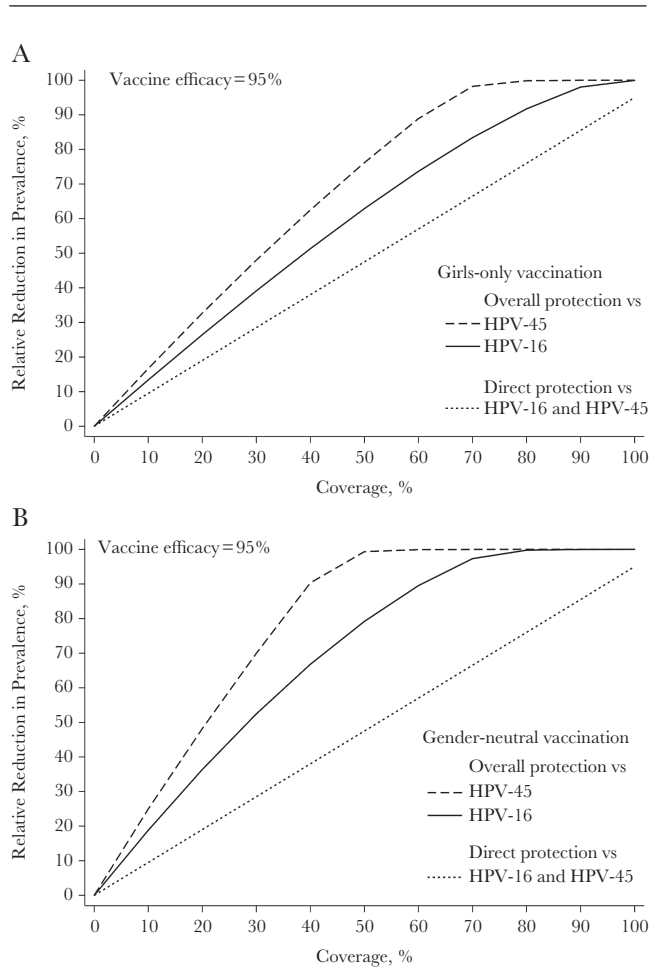 A
Vaccine efficacy = 95%
Relative Reduction in Prevalence, %
100
90
80
70
60
50
40
30
20
10
0
Girls-only vaccination
Overall protection vs
HPV-45
HPV-16
Direct protection vs
HPV-16 and HPV-45
0 10 20 30 40 50 60 70 80 90 100
Coverage, %
B
Vaccine efficacy = 95%
Relative Reduction in Prevalence, %
100
90
80
70
60
50
40
30
20
10
0
Gender-neutral vaccination
Overall protection vs
HPV-45
HPV-16
Direct protection vs
HPV-16 and HPV-45
0 10 20 30 40 50 60 70 80 90 100
Coverage, %